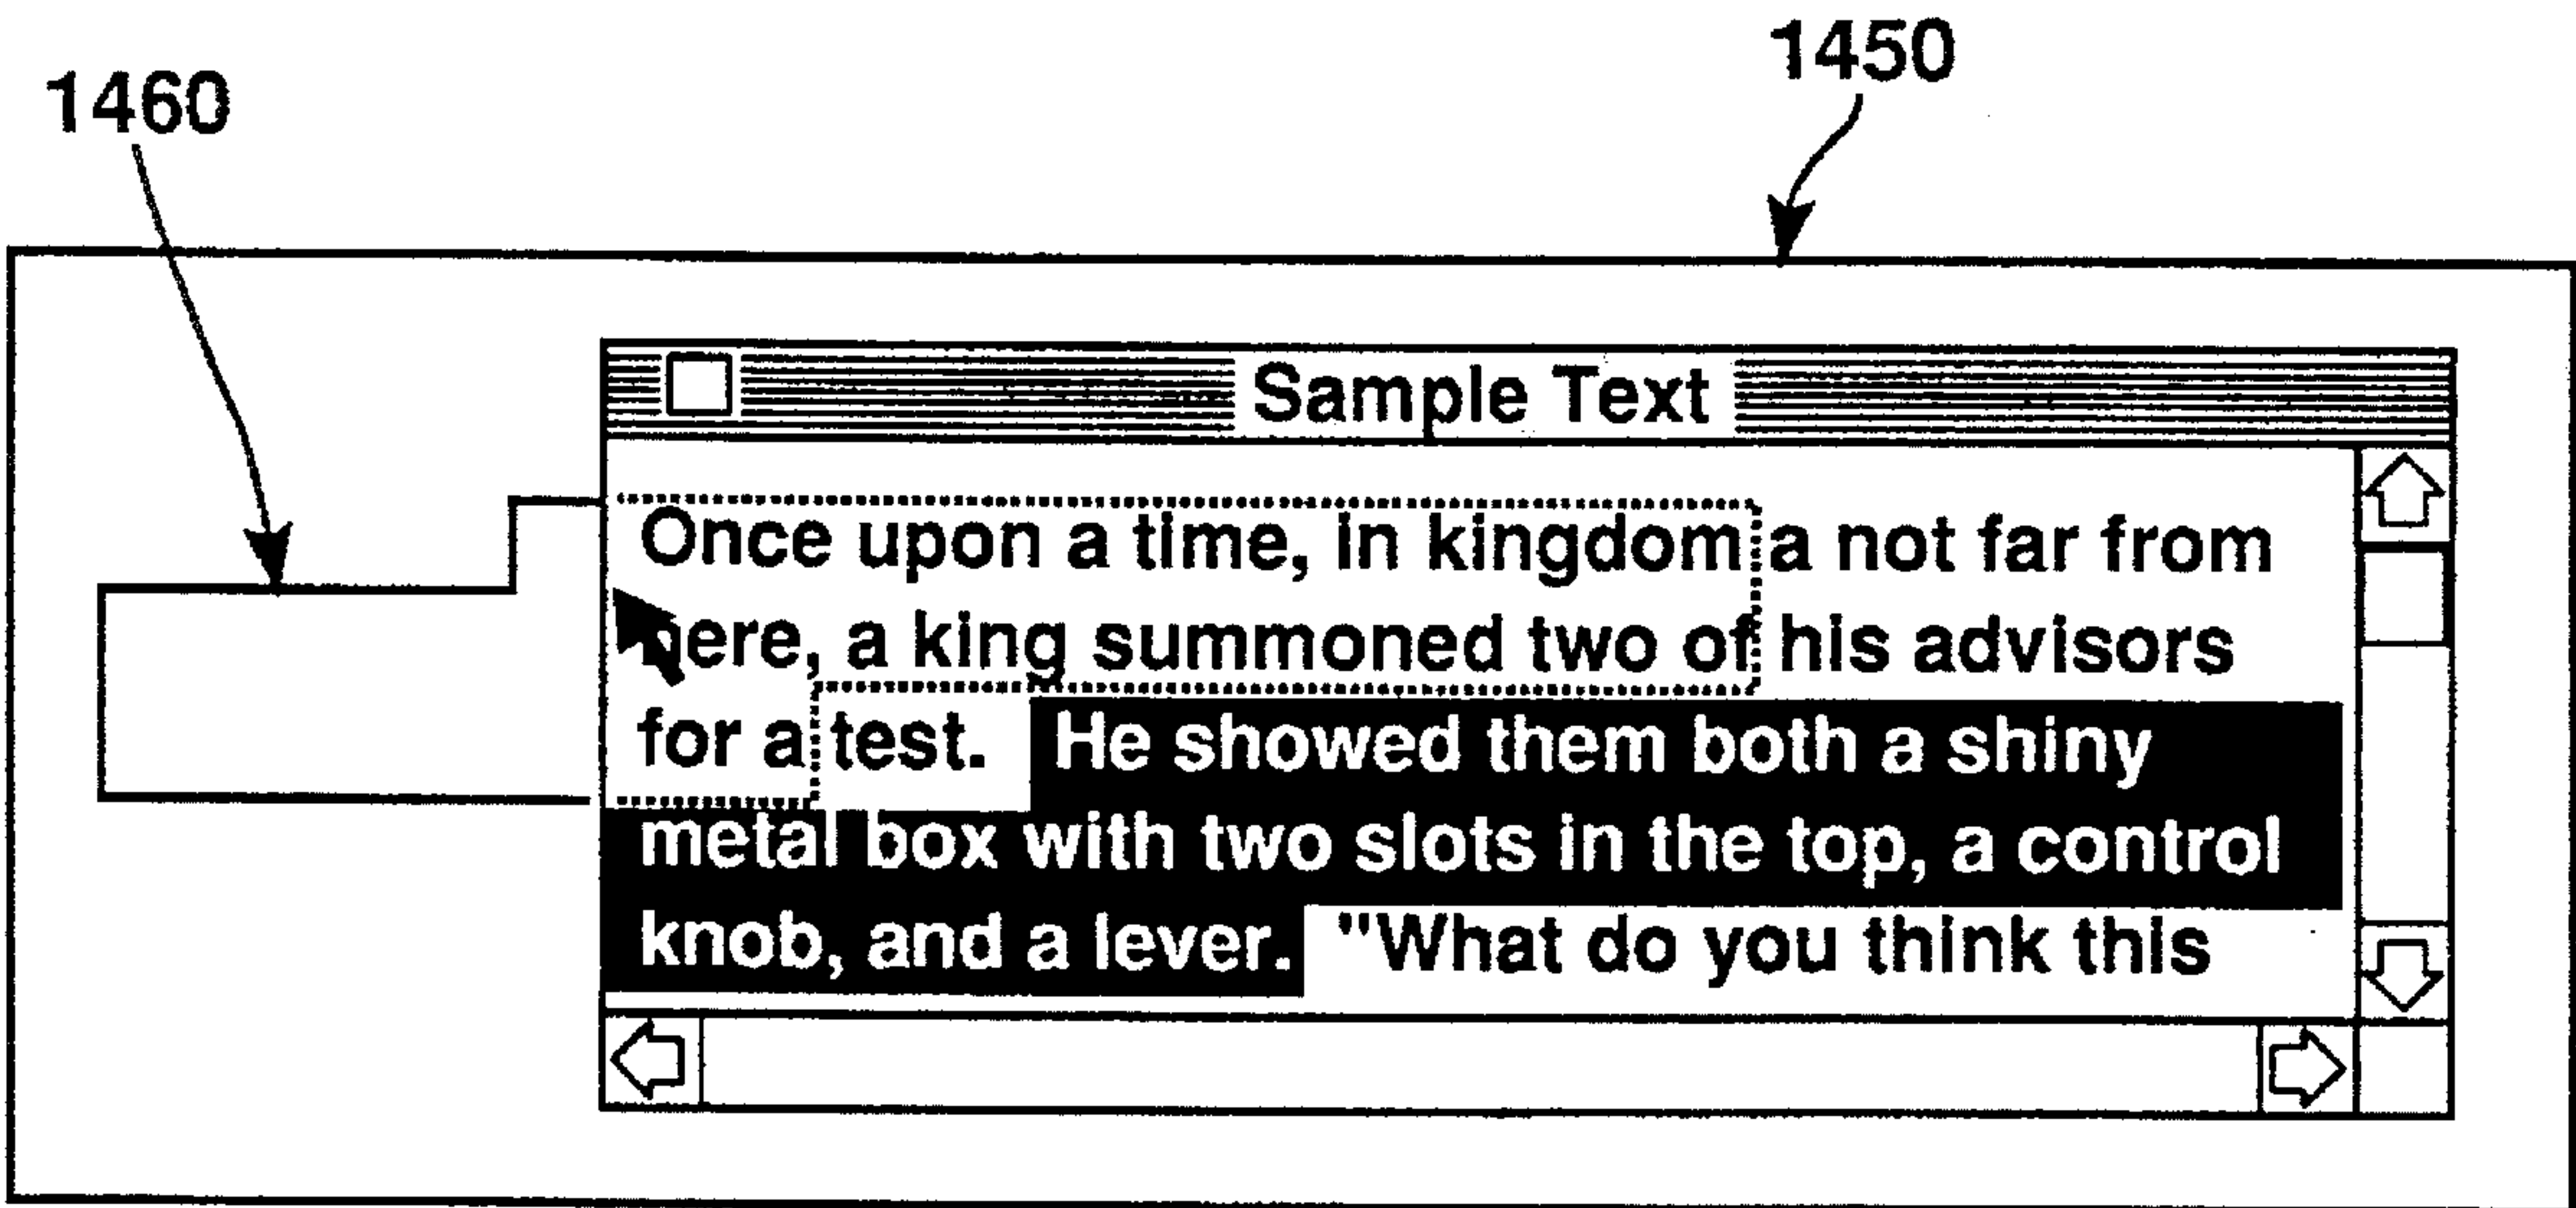 1460
1450
Sample Text
Once upon a time, in kingdom a not far from
here, a king summoned two of his advisors
for a test. He showed them both a shiny
metal box with two slots in the top, a control
knob, and a lever. "What do you think this